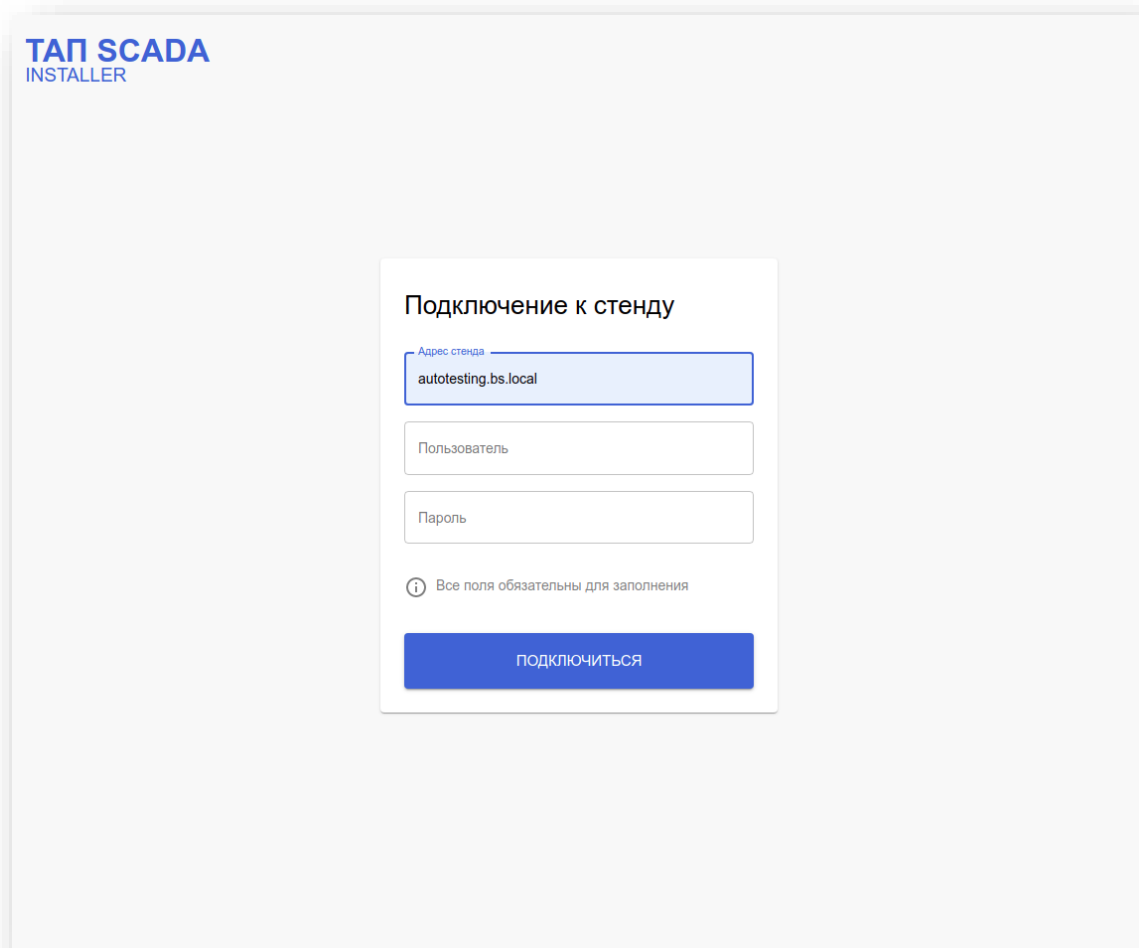 ТАП SCADA
INSTALLER
Подключение к стенду
Адрес стенда
autotesting.bs.local
Пользователь
Пароль
Все поля обязательны для заполнения
ПОДКЛЮЧИТЬСЯ